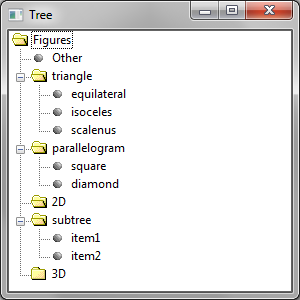 Tree
Figures
Other
triangle
equilateral
isoceles
scalenus
parallelogram
square
diamond
2D
subtree
item1
item2
3D